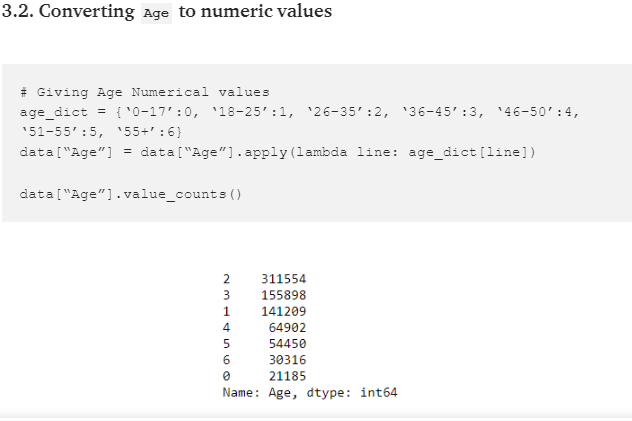 3.2. Converting Age to numeric values
# Giving Age Numerical values
age_dict = {‘0-17’:0, ‘18-25’:1, ‘26-35’:2, ‘36-45’:3, ‘46-50’:4,
‘51-55’:5, ‘55+’:6}
data[“Age”] = data[“Age”].apply(lambda line: age_dict[line])
data[“Age”].value_counts()
2 311554
3 155898
1 141209
4 64902
5 54450
6 30316
0 21185
Name: Age, dtype: int64